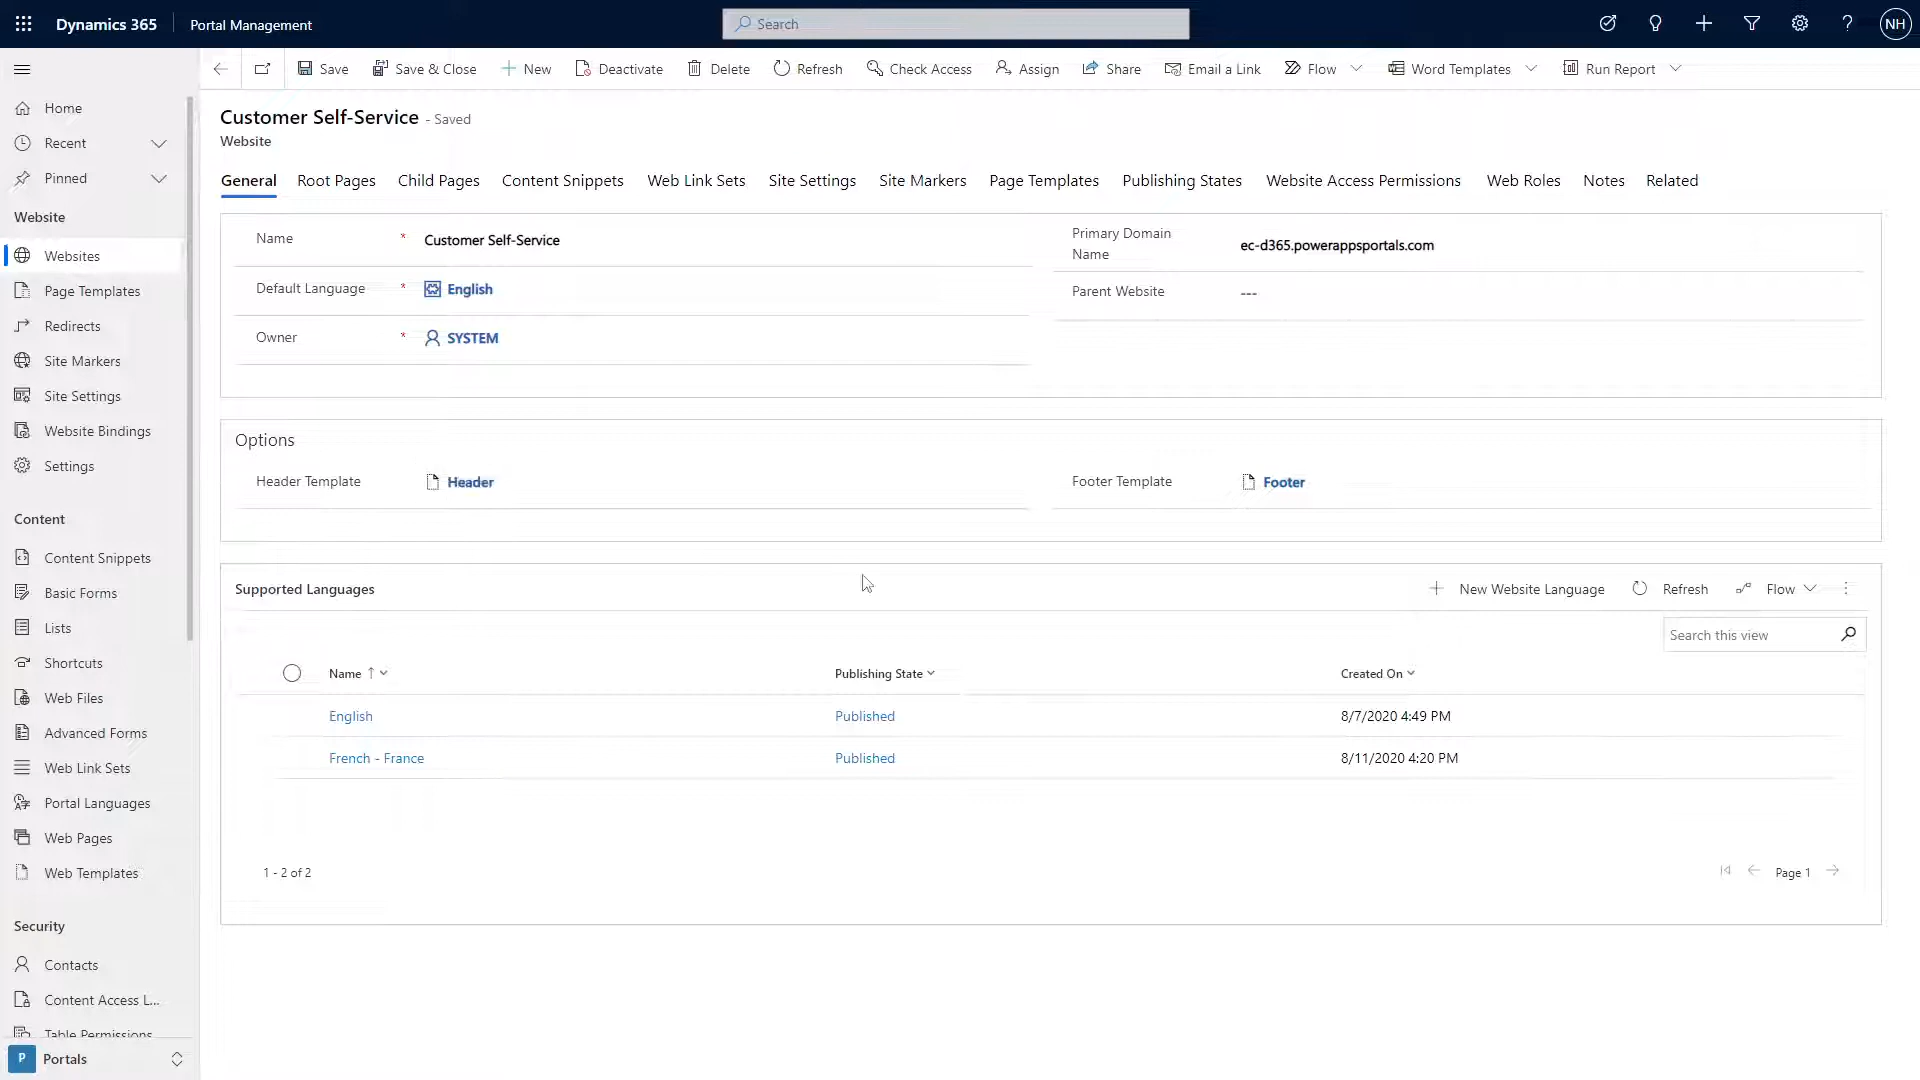 Dynamics 365
Portal Management
Search
NH
Save
Save & Close
New
Deactivate
Delete
Refresh
Check Access
Assign
Share
Email a Link
Flow
Word Templates
Run Report
Home
Recent
Pinned
Website
Websites
Page Templates
Redirects
Site Markers
Site Settings
Website Bindings
Settings
Content
Content Snippets
Basic Forms
Lists
Shortcuts
Web Files
Advanced Forms
Web Link Sets
Portal Languages
Web Pages
Web Templates
Security
Contacts
Content Access L...
Table Permissions
P
Portals
Customer Self-Service - Saved
Website
General
Root Pages
Child Pages
Content Snippets
Web Link Sets
Site Settings
Site Markers
Page Templates
Publishing States
Website Access Permissions
Web Roles
Notes
Related
Name * Customer Self-Service
Default Language * English
Owner * SYSTEM
Primary Domain
Name
ec-d365.powerappsportals.com
Parent Website ---
Options
Header Template Header
Footer Template Footer
Supported Languages
New Website Language
Refresh
Flow
Search this view
Name Publishing State Created On
English Published 8/7/2020 4:49 PM
French - France Published 8/11/2020 4:20 PM
1 - 2 of 2
Page 1